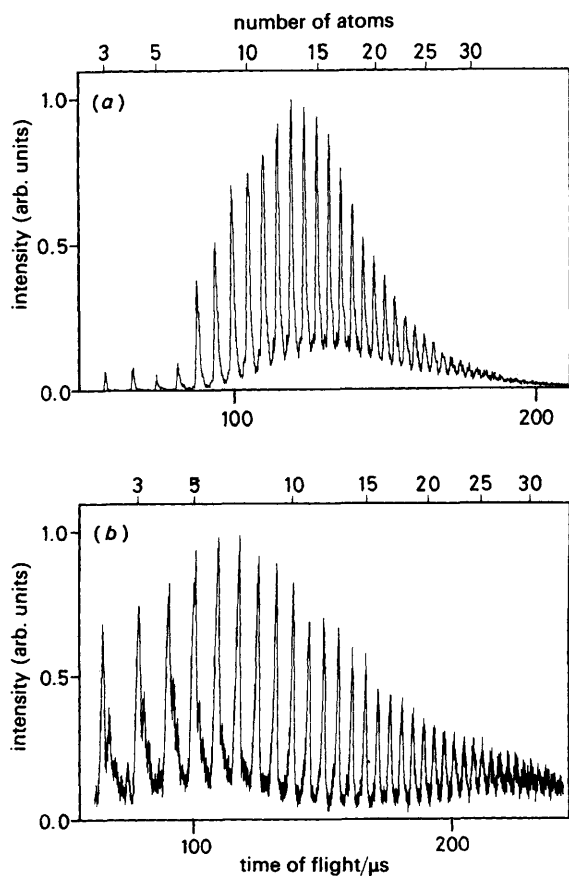 number of atoms
3 5 10 15 20 25 30
(a)
1.0
0.5
0.0
intensity (arb. units)
100 200
3 5 10 15 20 25 30
(b)
1.0
0.5
0.0
intensity (arb. units)
100 200
time of flight/μs